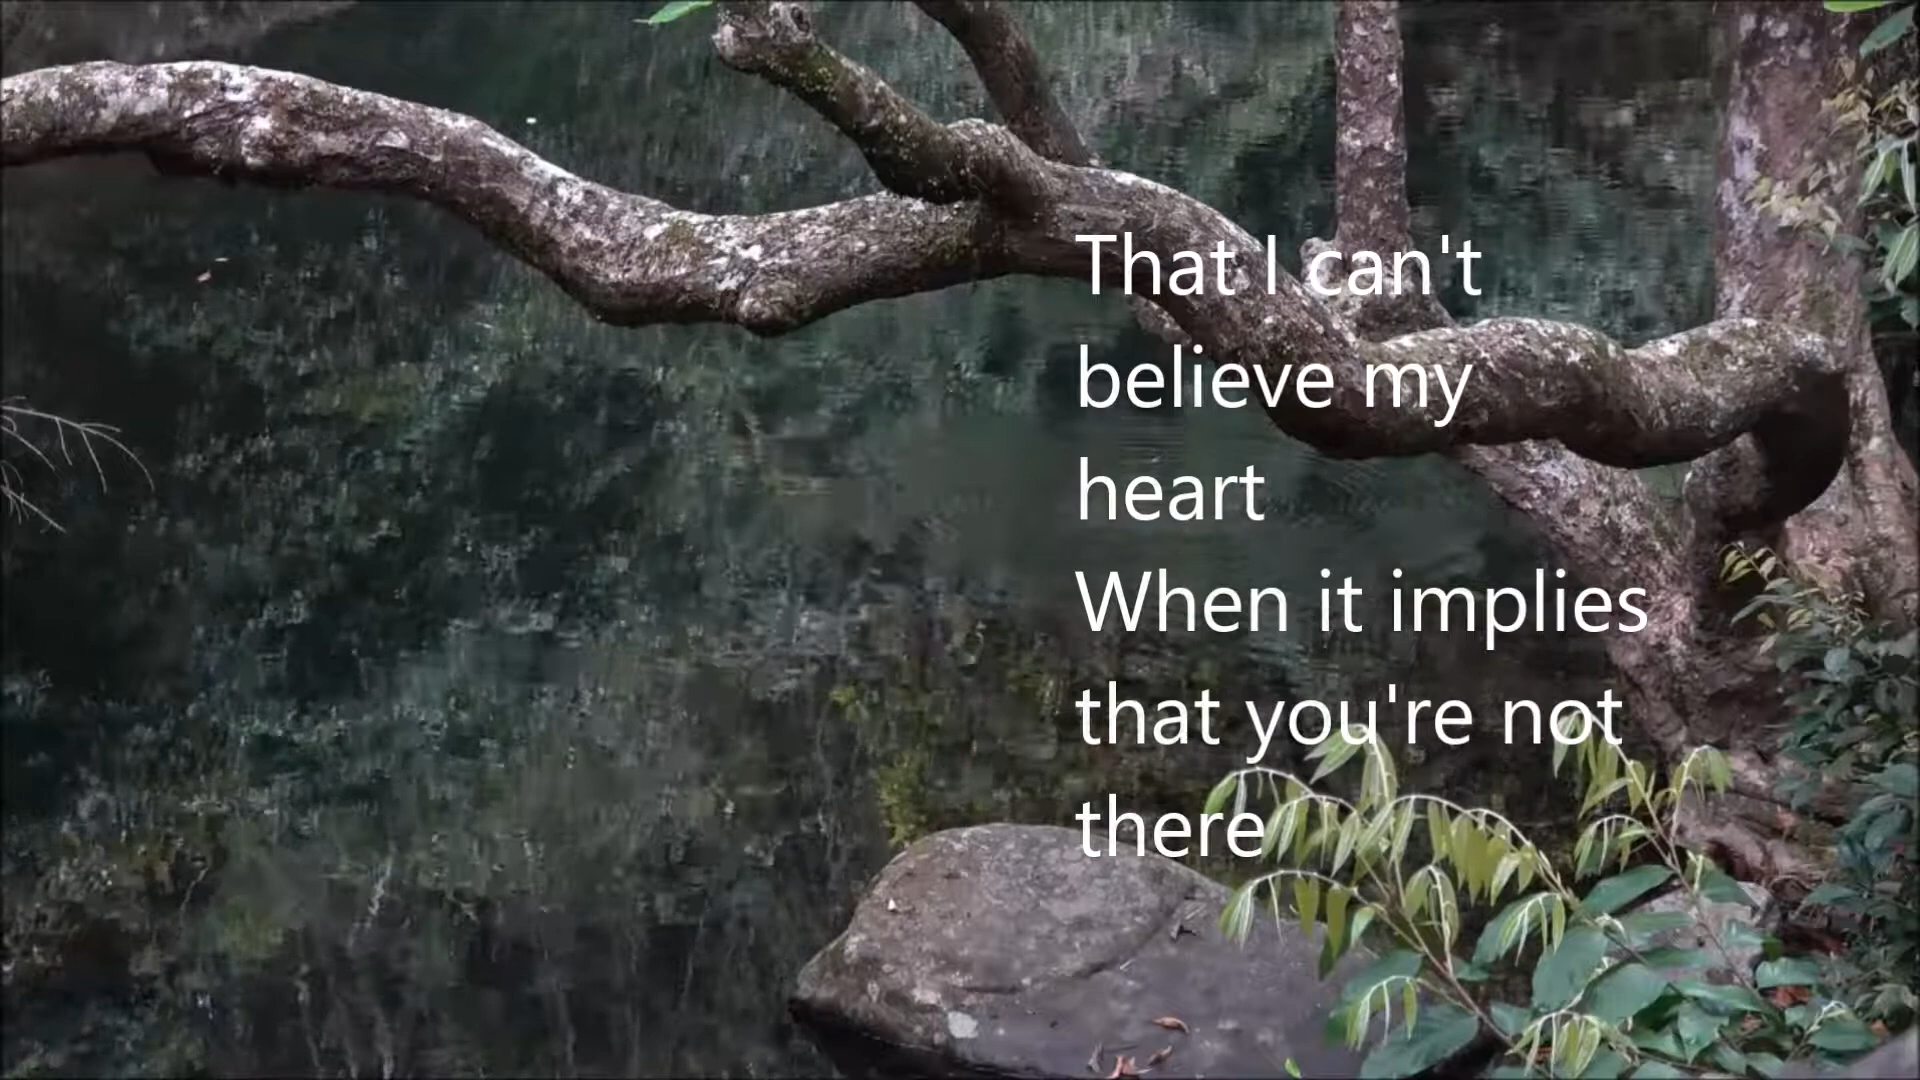 That I can't
believe my
heart
When it implies
that you're not
there